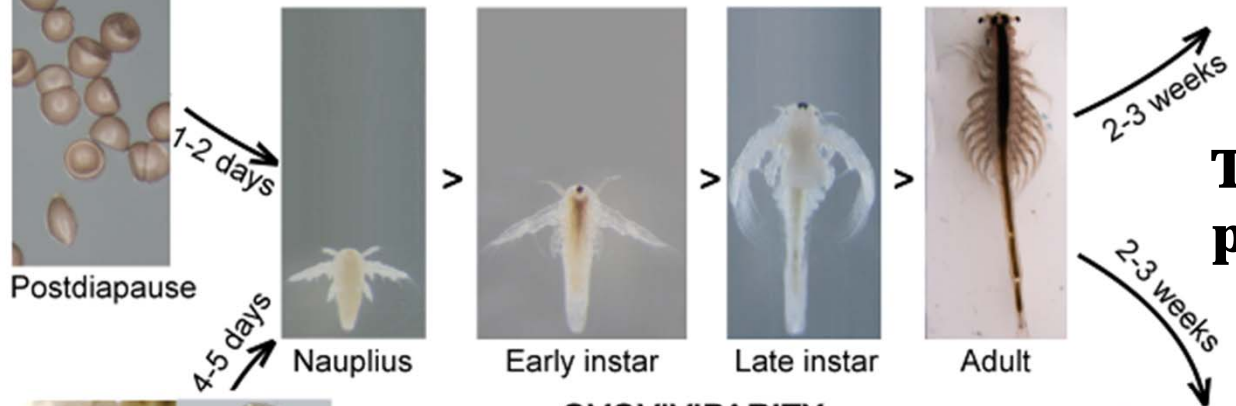 1-2 days
2-3 weeks
>
>
>
T
p
Postdiapause
4-5 days
Nauplius
Early instar
Late instar
Adult
2-3 weeks